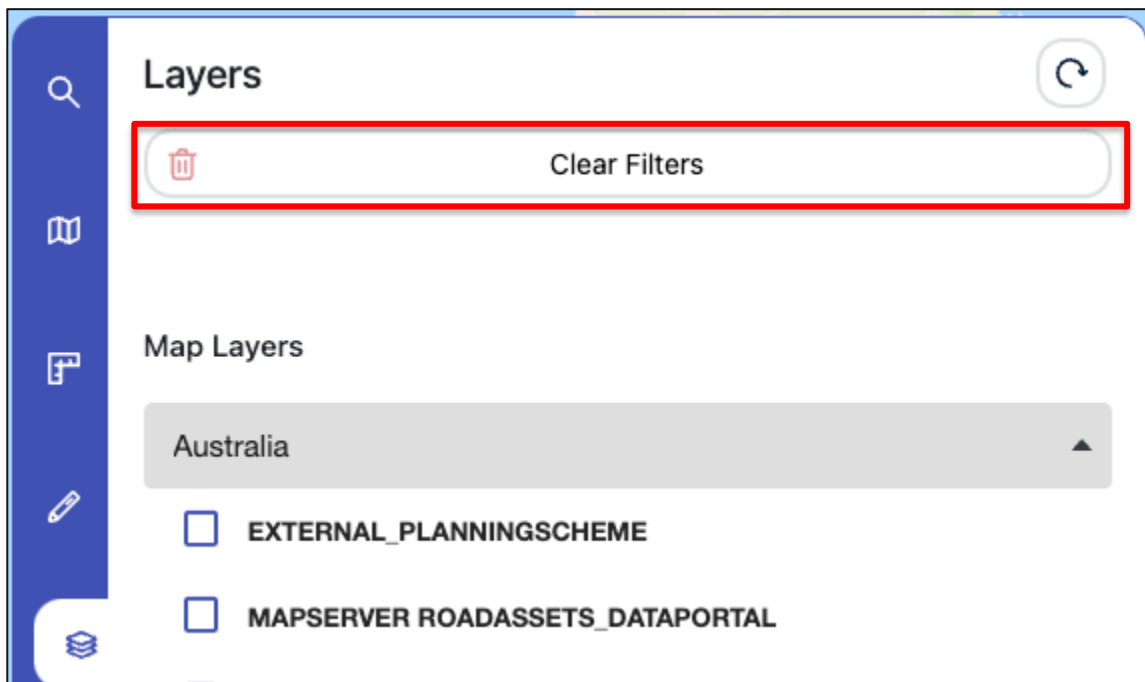 Layers
Clear Filters
Map Layers
Australia
EXTERNAL_PLANNINGSCHEME
MAPSERVER ROADASSETS_DATAPORTAL